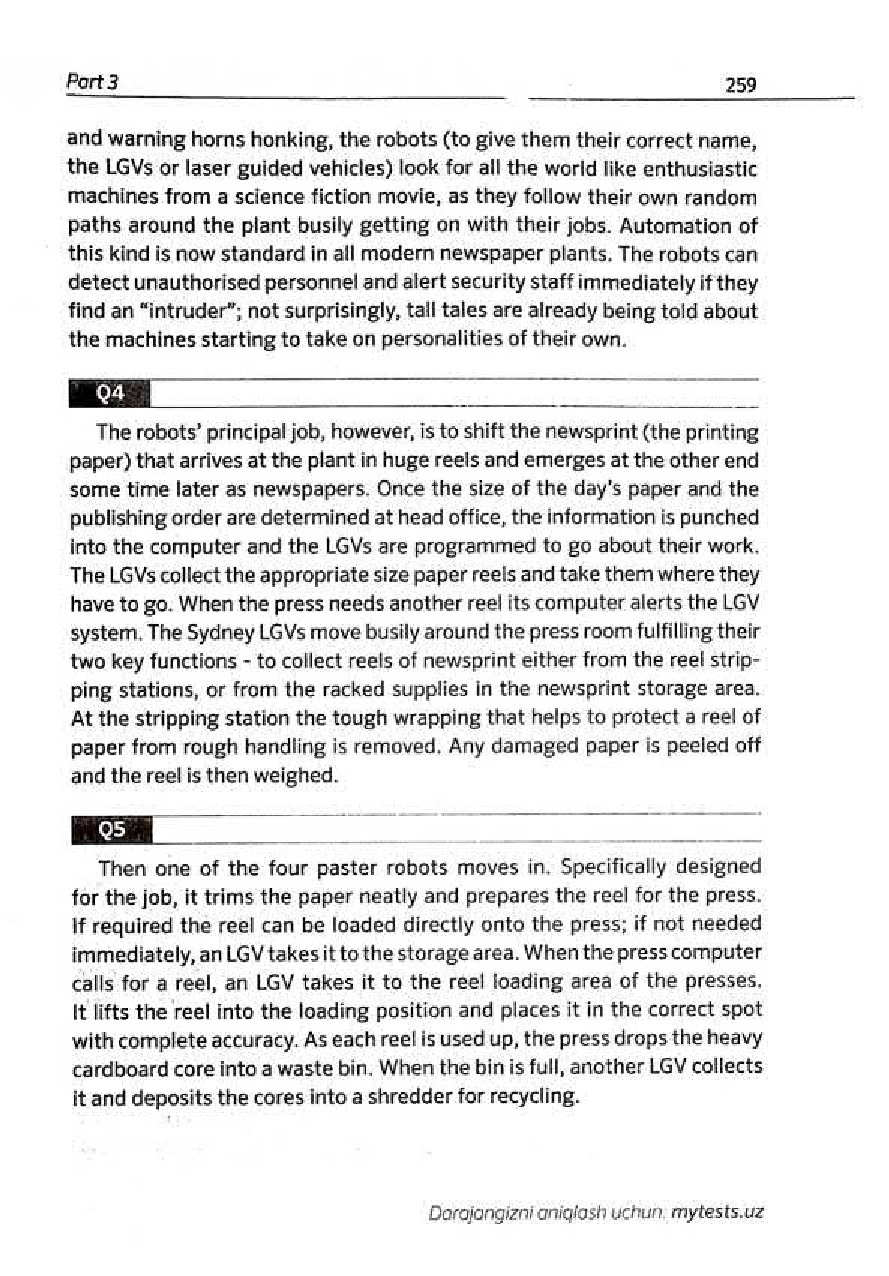 Part 3
259
and warning horns honking, the robots (to give them their correct name,
the LGVs or laser guided vehicles) look for all the world like enthusiastic
machines from a science fiction movie, as they follow their own random
paths around the plant busily getting on with their jobs. Automation of
this kind is now standard in all modern newspaper plants. The robots can
detect unauthorised personnel and alert security staff immediately if they
find an "intruder"; not surprisingly, tall tales are already being told about
the machines starting to take on personalities of their own.
Q4
The robots' principal job, however, is to shift the newsprint (the printing
paper) that arrives at the plant in huge reels and emerges at the other end
some time later as newspapers. Once the size of the day's paper and the
publishing order are determined at head office, the information is punched
into the computer and the LGVs are programmed to go about their work.
The LGVs collect the appropriate size paper reels and take them where they
have to go. When the press needs another reel its computer alerts the LGV
system. The Sydney LGVs move busily around the press room fulfilling their
two key functions - to collect reels of newsprint either from the reel strip-
ping stations, or from the racked supplies in the newsprint storage area.
At the stripping station the tough wrapping that helps to protect a reel of
paper from rough handling is removed. Any damaged paper is peeled off
and the reel is then weighed.
Q5
Then one of the four paster robots moves in. Specifically designed
for the job, it trims the paper neatly and prepares the reel for the press.
If required the reel can be loaded directly onto the press; if not needed
immediately, an LGV takes it to the storage area. When the press computer
calls for a reel, an LGV takes it to the reel loading area of the presses.
It lifts the reel into the loading position and places it in the correct spot
with complete accuracy. As each reel is used up, the press drops the heavy
cardboard core into a waste bin. When the bin is full, another LGV collects
it and deposits the cores into a shredder for recycling.
Darajangizni aniqlash uchun: mytests.uz